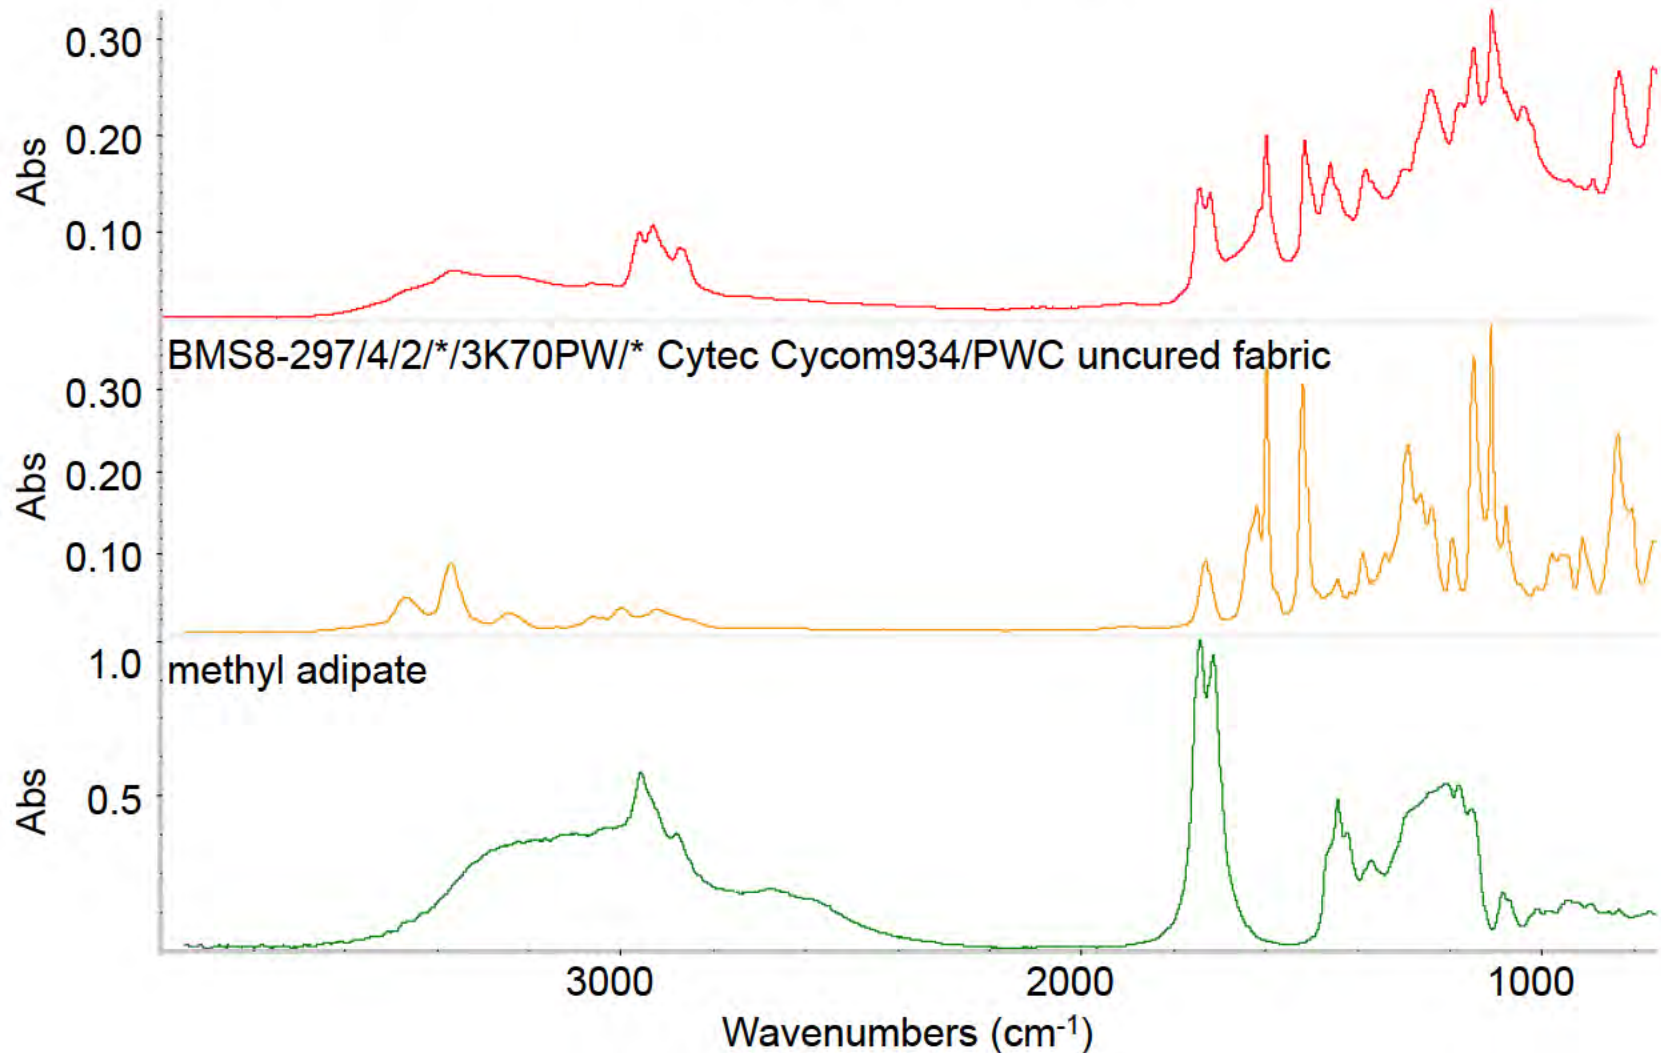 0.30
0.20
Abs
0.10
BMS8-297/4/2/*/3K70PW/* Cytec Cycom934/PWC uncured fabric
0.30
0.20
Abs
0.10
methyl adipate
1.0
0.5
Abs
3000
2000
1000
Wavenumbers (cm-1)